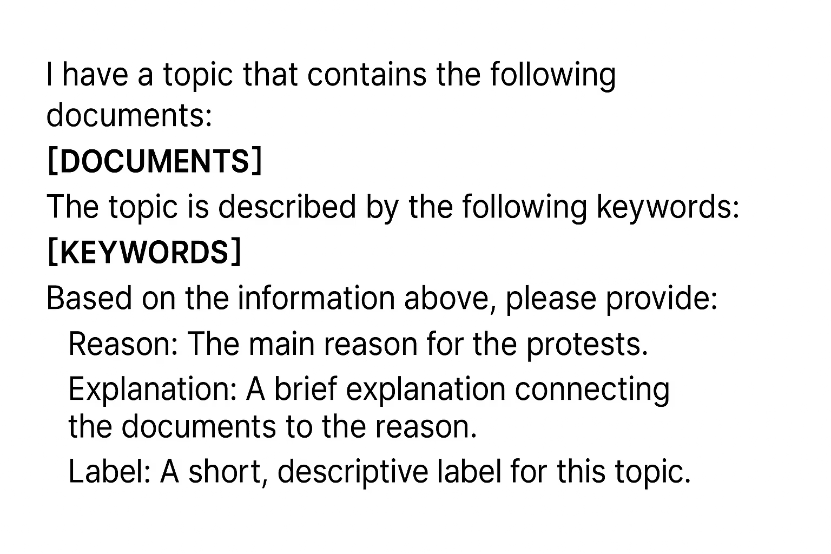 I have a topic that contains the following
documents:
[DOCUMENTS]
The topic is described by the following keywords:
[KEYWORDS]
Based on the information above, please provide:
Reason: The main reason for the protests.
Explanation: A brief explanation connecting
the documents to the reason.
Label: A short, descriptive label for this topic.